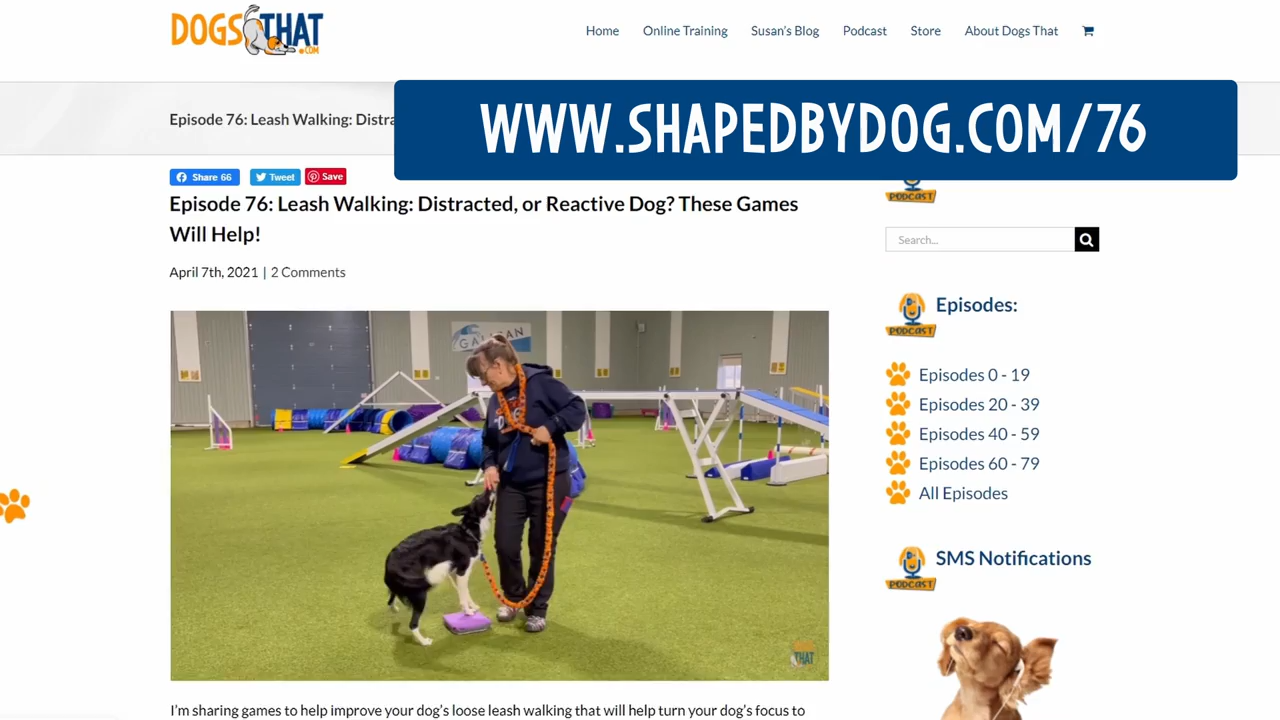 DOGSTHAT
.COM
Home
Online Training
Susan's Blog
Podcast
Store
About Dogs That
WWW.SHAPEDBYDOG.COM/76
Episode 76: Leash Walking: Distra
Share 66
Tweet
Save
Episode 76: Leash Walking: Distracted, or Reactive Dog? These Games
Will Help!
April 7th, 2021 | 2 Comments
PODCAST
Search...
PODCAST
Episodes:
Episodes 0 - 19
Episodes 20 - 39
Episodes 40 - 59
Episodes 60 - 79
All Episodes
PODCAST
SMS Notifications
DOGS
THAT
I'm sharing games to help improve your dog's loose leash walking that will help turn your dog's focus to